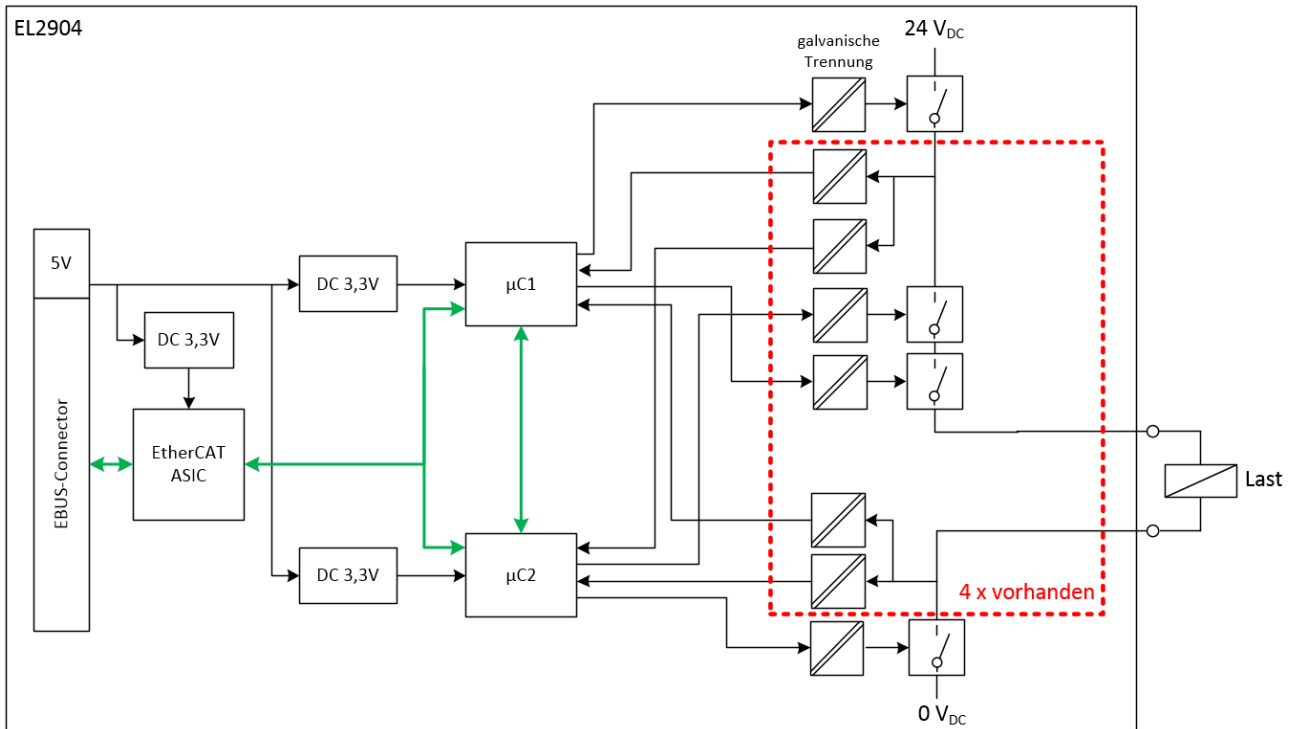 EL2904
24 V_DC
galvanische
Trennung
5V
DC 3,3V
µC1
DC 3,3V
EBUS-Connector
EtherCAT
ASIC
Last
DC 3,3V
µC2
4 x vorhanden
0 V_DC